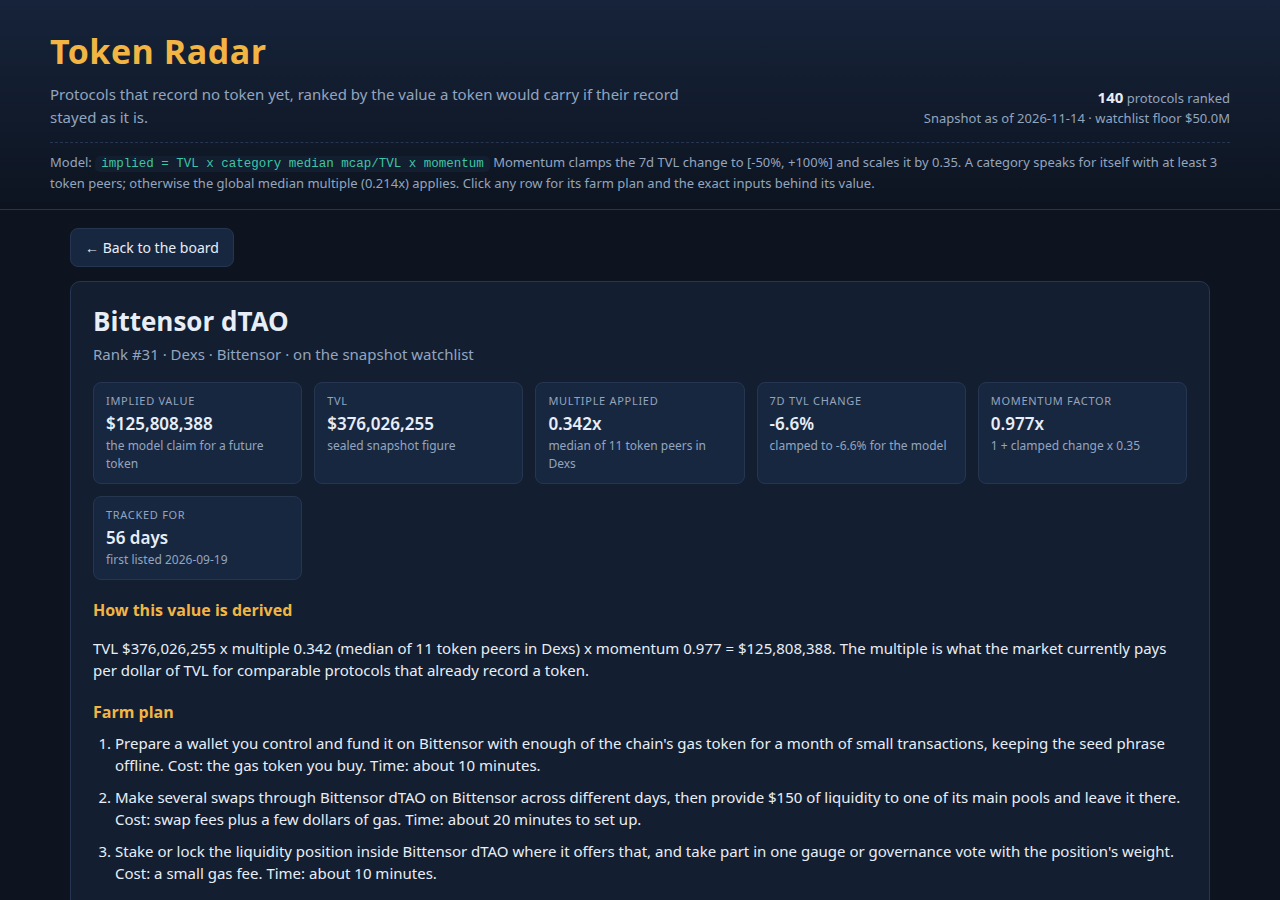 Token Radar
Protocols that record no token yet, ranked by the value a token would carry if their record
stayed as it is.
140 protocols ranked
Snapshot as of 2026-11-14 · watchlist floor $50.0M
Model: implied = TVL x category median mcap/TVL x momentum Momentum clamps the 7d TVL change to [-50%, +100%] and scales it by 0.35. A category speaks for itself with at least 3
token peers; otherwise the global median multiple (0.214x) applies. Click any row for its farm plan and the exact inputs behind its value.
← Back to the board
Bittensor dTAO
Rank #31 · Dexs · Bittensor · on the snapshot watchlist
IMPLIED VALUE
$125,808,388
the model claim for a future
token
TVL
$376,026,255
sealed snapshot figure
MULTIPLE APPLIED
0.342x
median of 11 token peers in
Dexs
7D TVL CHANGE
-6.6%
clamped to -6.6% for the model
MOMENTUM FACTOR
0.977x
1 + clamped change x 0.35
TRACKED FOR
56 days
first listed 2026-09-19
How this value is derived
TVL $376,026,255 x multiple 0.342 (median of 11 token peers in Dexs) x momentum 0.977 = $125,808,388. The multiple is what the market currently pays
per dollar of TVL for comparable protocols that already record a token.
Farm plan
1. Prepare a wallet you control and fund it on Bittensor with enough of the chain's gas token for a month of small transactions, keeping the seed phrase
offline. Cost: the gas token you buy. Time: about 10 minutes.
2. Make several swaps through Bittensor dTAO on Bittensor across different days, then provide $150 of liquidity to one of its main pools and leave it there.
Cost: swap fees plus a few dollars of gas. Time: about 20 minutes to set up.
3. Stake or lock the liquidity position inside Bittensor dTAO where it offers that, and take part in one gauge or governance vote with the position's weight.
Cost: a small gas fee. Time: about 10 minutes.